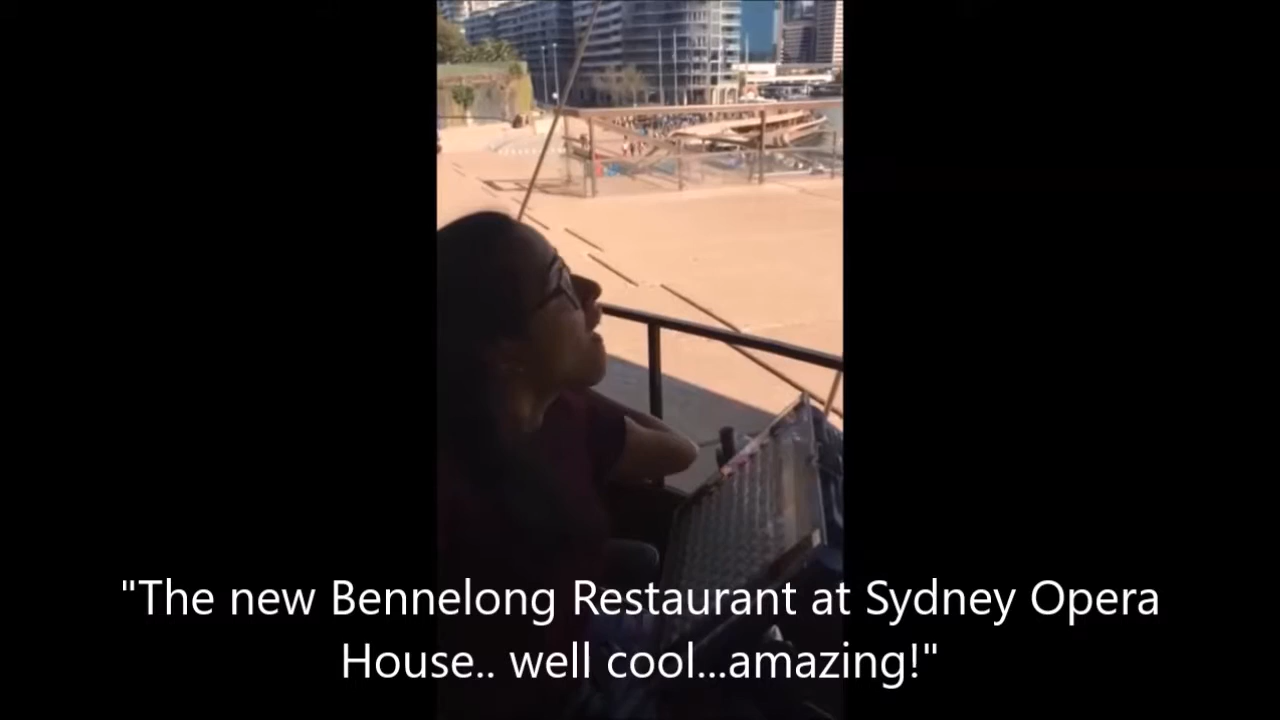 "The new Bennelong Restaurant at Sydney Opera
House.. well cool...amazing!"